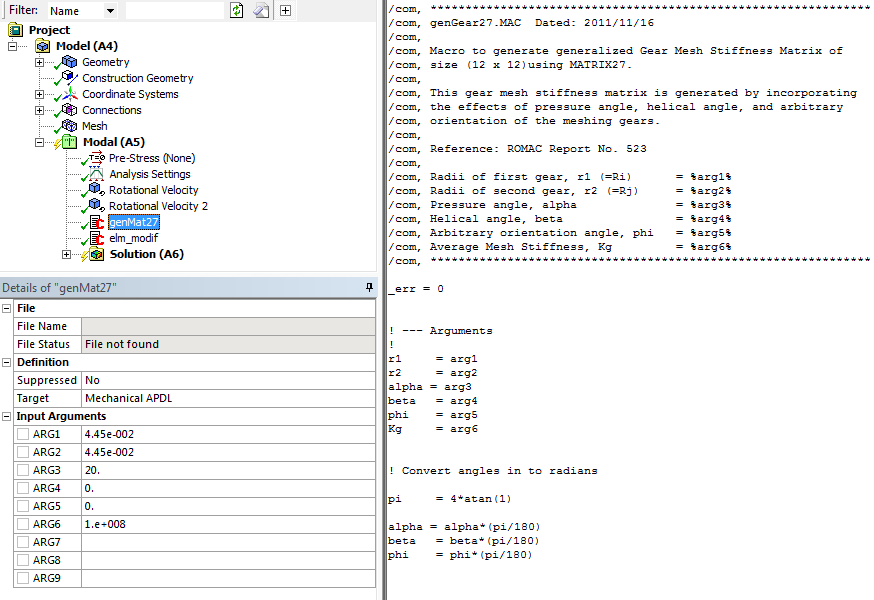 Filter: Name
Project
Model (A4)
Geometry
Construction Geometry
Coordinate Systems
Connections
Mesh
Modal (A5)
Pre-Stress (None)
Analysis Settings
Rotational Velocity
Rotational Velocity 2
genMat27
elm_modif
Solution (A6)
Details of "genMat27"
File
File Name
File Status File not found
Definition
Suppressed No
Target Mechanical APDL
Input Arguments
ARG1 4.45e-002
ARG2 4.45e-002
ARG3 20.
ARG4 0.
ARG5 0.
ARG6 1.e+008
ARG7
ARG8
ARG9
/com, ***************************************************************
/com, genGear27.MAC  Dated: 2011/11/16
/com,
/com, Macro to generate generalized Gear Mesh Stiffness Matrix of
/com, size (12 x 12)using MATRIX27.
/com,
/com, This gear mesh stiffness matrix is generated by incorporating
/com, the effects of pressure angle, helical angle, and arbitrary
/com, orientation of the meshing gears.
/com,
/com, Reference: ROMAC Report No. 523
/com,
/com, Radii of first gear, r1 (=Ri)      = %arg1%
/com, Radii of second gear, r2 (=Rj)     = %arg2%
/com, Pressure angle, alpha              = %arg3%
/com, Helical angle, beta                = %arg4%
/com, Arbitrary orientation angle, phi   = %arg5%
/com, Average Mesh Stiffness, Kg         = %arg6%
/com, ***************************************************************
_err = 0
! --- Arguments
!
r1     = arg1
r2     = arg2
alpha = arg3
beta   = arg4
phi    = arg5
Kg     = arg6
! Convert angles in to radians
pi     = 4*atan(1)
alpha = alpha*(pi/180)
beta   = beta*(pi/180)
phi    = phi*(pi/180)